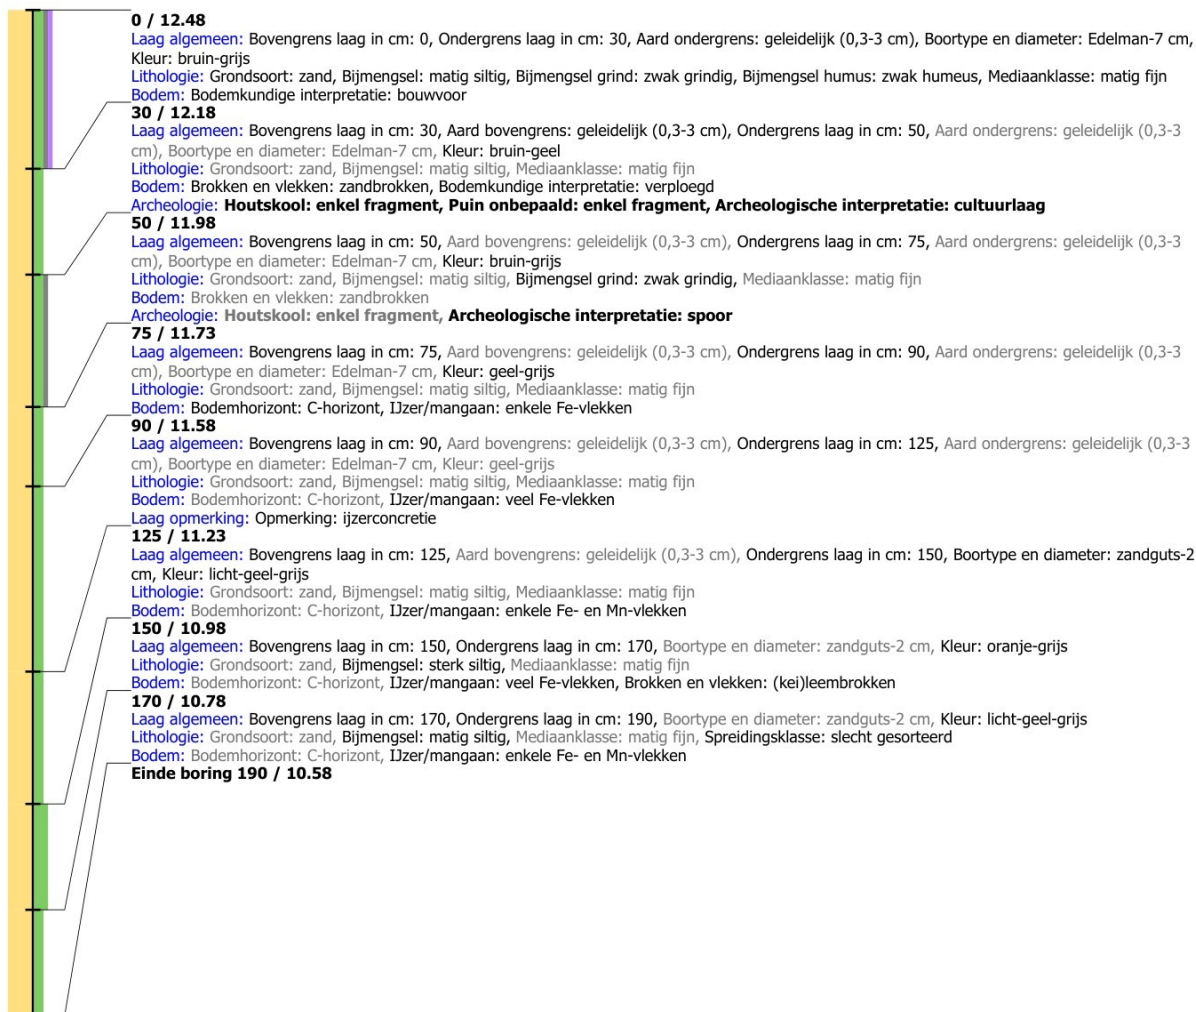 0 / 12.48
Laag algemeen: Bovengrens laag in cm: 0, Ondergrens laag in cm: 30, Aard ondergrens: geleidelijk (0,3-3 cm), Boortype en diameter: Edelman-7 cm,
Kleur: bruin-grijs
Lithologie: Grondsoort: zand, Bijmengsel: matig siltig, Bijmengsel grind: zwak grindig, Bijmengsel humus: zwak humeus, Mediaanklasse: matig fijn
Bodem: Bodemkundige interpretatie: bouwvoor
30 / 12.18
Laag algemeen: Bovengrens laag in cm: 30, Aard bovengrens: geleidelijk (0,3-3 cm), Ondergrens laag in cm: 50, Aard ondergrens: geleidelijk (0,3-3
cm), Boortype en diameter: Edelman-7 cm, Kleur: bruin-geel
Lithologie: Grondsoort: zand, Bijmengsel: matig siltig, Mediaanklasse: matig fijn
Bodem: Brokken en vlekken: zandbrokken, Bodemkundige interpretatie: verploegd
Archeologie: Houtskool: enkel fragment, Puin onbepaald: enkel fragment, Archeologische interpretatie: cultuurlaag
50 / 11.98
Laag algemeen: Bovengrens laag in cm: 50, Aard bovengrens: geleidelijk (0,3-3 cm), Ondergrens laag in cm: 75, Aard ondergrens: geleidelijk (0,3-3
cm), Boortype en diameter: Edelman-7 cm, Kleur: bruin-grijs
Lithologie: Grondsoort: zand, Bijmengsel: matig siltig, Bijmengsel grind: zwak grindig, Mediaanklasse: matig fijn
Bodem: Brokken en vlekken: zandbrokken
Archeologie: Houtskool: enkel fragment, Archeologische interpretatie: spoor
75 / 11.73
Laag algemeen: Bovengrens laag in cm: 75, Aard bovengrens: geleidelijk (0,3-3 cm), Ondergrens laag in cm: 90, Aard ondergrens: geleidelijk (0,3-3
cm), Boortype en diameter: Edelman-7 cm, Kleur: geel-grijs
Lithologie: Grondsoort: zand, Bijmengsel: matig siltig, Mediaanklasse: matig fijn
Bodem: Bodemhorizont: C-horizont, IJzer/mangaan: enkele Fe-vlekken
90 / 11.58
Laag algemeen: Bovengrens laag in cm: 90, Aard bovengrens: geleidelijk (0,3-3 cm), Ondergrens laag in cm: 125, Aard ondergrens: geleidelijk (0,3-3
cm), Boortype en diameter: Edelman-7 cm, Kleur: geel-grijs
Lithologie: Grondsoort: zand, Bijmengsel: matig siltig, Mediaanklasse: matig fijn
Bodem: Bodemhorizont: C-horizont, IJzer/mangaan: veel Fe-vlekken
Laag opmerking: Opmerking: ijzerconcretie
125 / 11.23
Laag algemeen: Bovengrens laag in cm: 125, Aard bovengrens: geleidelijk (0,3-3 cm), Ondergrens laag in cm: 150, Boortype en diameter: zandguts-2
cm, Kleur: licht-geel-grijs
Lithologie: Grondsoort: zand, Bijmengsel: matig siltig, Mediaanklasse: matig fijn
Bodem: Bodemhorizont: C-horizont, IJzer/mangaan: enkele Fe- en Mn-vlekken
150 / 10.98
Laag algemeen: Bovengrens laag in cm: 150, Ondergrens laag in cm: 170, Boortype en diameter: zandguts-2 cm, Kleur: oranje-grijs
Lithologie: Grondsoort: zand, Bijmengsel: sterk siltig, Mediaanklasse: matig fijn
Bodem: Bodemhorizont: C-horizont, IJzer/mangaan: veel Fe-vlekken, Brokken en vlekken: (kei)leembrokken
170 / 10.78
Laag algemeen: Bovengrens laag in cm: 170, Ondergrens laag in cm: 190, Boortype en diameter: zandguts-2 cm, Kleur: licht-geel-grijs
Lithologie: Grondsoort: zand, Bijmengsel: matig siltig, Mediaanklasse: matig fijn, Spreidingsklasse: slecht gesorteerd
Bodem: Bodemhorizont: C-horizont, IJzer/mangaan: enkele Fe- en Mn-vlekken
Einde boring 190 / 10.58